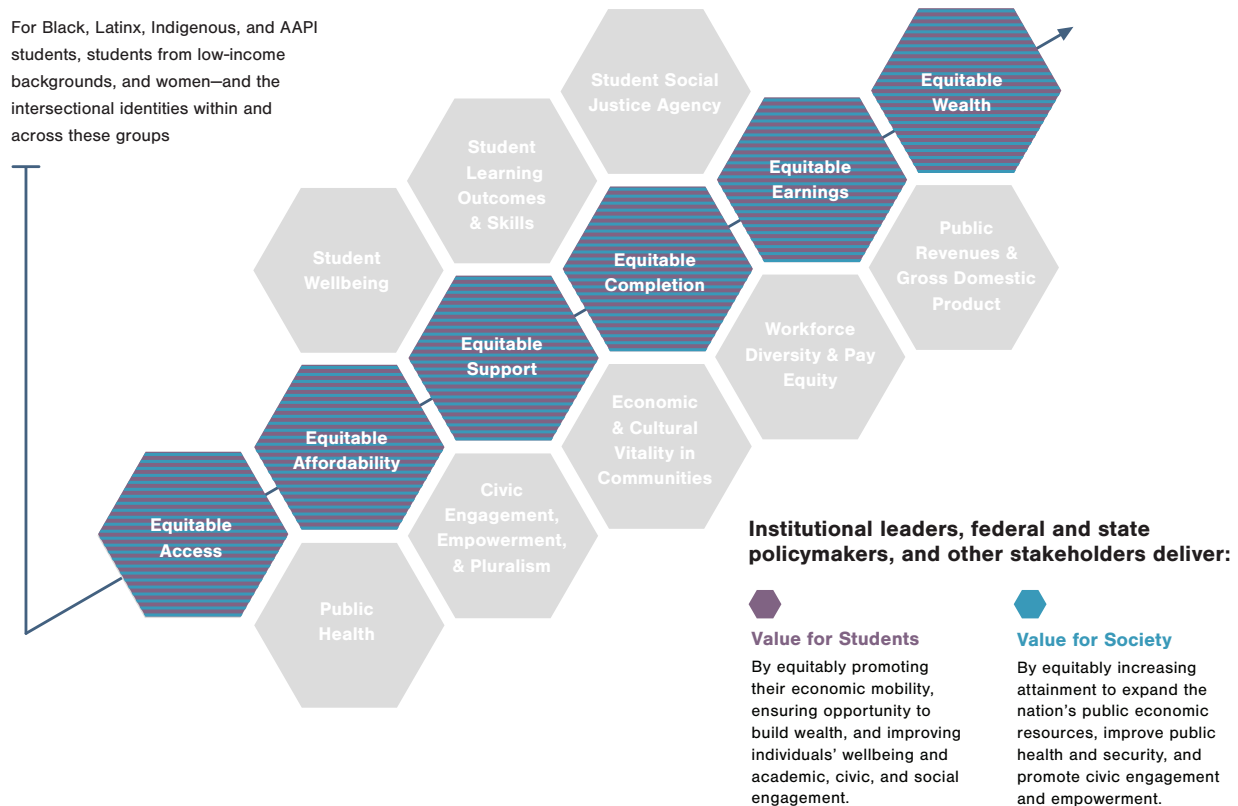 For Black, Latinx, Indigenous, and AAPI
students, students from low-income
backgrounds, and women—and the
intersectional identities within and
across these groups
Student Social
Justice Agency
Equitable
Wealth
Student
Learning
Outcomes
& Skills
Equitable
Earnings
Student
Wellbeing
Equitable
Completion
Public
Revenues &
Gross Domestic
Product
Equitable
Support
Workforce
Diversity & Pay
Equity
Equitable
Affordability
Economic
& Cultural
Vitality in
Communities
Equitable
Access
Civic
Engagement,
Empowerment,
& Pluralism
Public
Health
Institutional leaders, federal and state
policymakers, and other stakeholders deliver:
Value for Students
By equitably promoting
their economic mobility,
ensuring opportunity to
build wealth, and improving
individuals’ wellbeing and
academic, civic, and social
engagement.
Value for Society
By equitably increasing
attainment to expand the
nation’s public economic
resources, improve public
health and security, and
promote civic engagement
and empowerment.